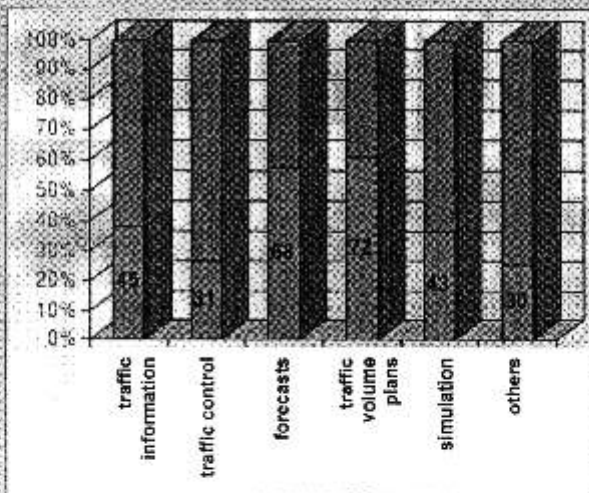 100%
90%
80%
70%
60%
50%
40%
30%
20%
10%
0%
45
31
68
72
43
30
traffic
information
traffic control
forecasts
traffic
volume
plans
simulation
others